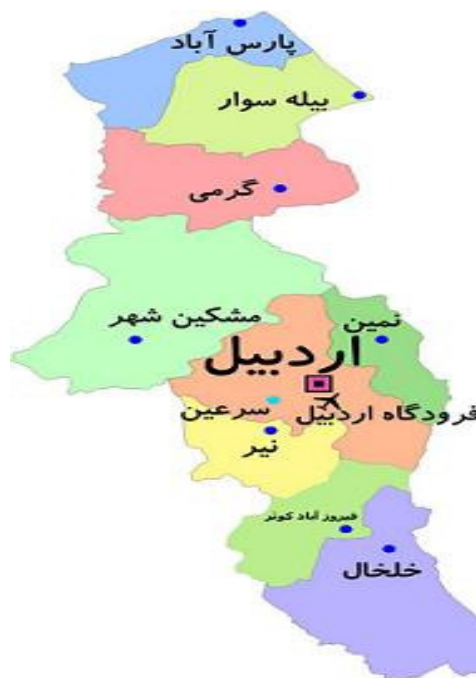 پارس آباد
بیله سوار
گرمی
مشکین شهر
نمین
اردبیل
سرعین
فرودگاه اردبیل
نیر
فیروز آباد کوثر
خلخال